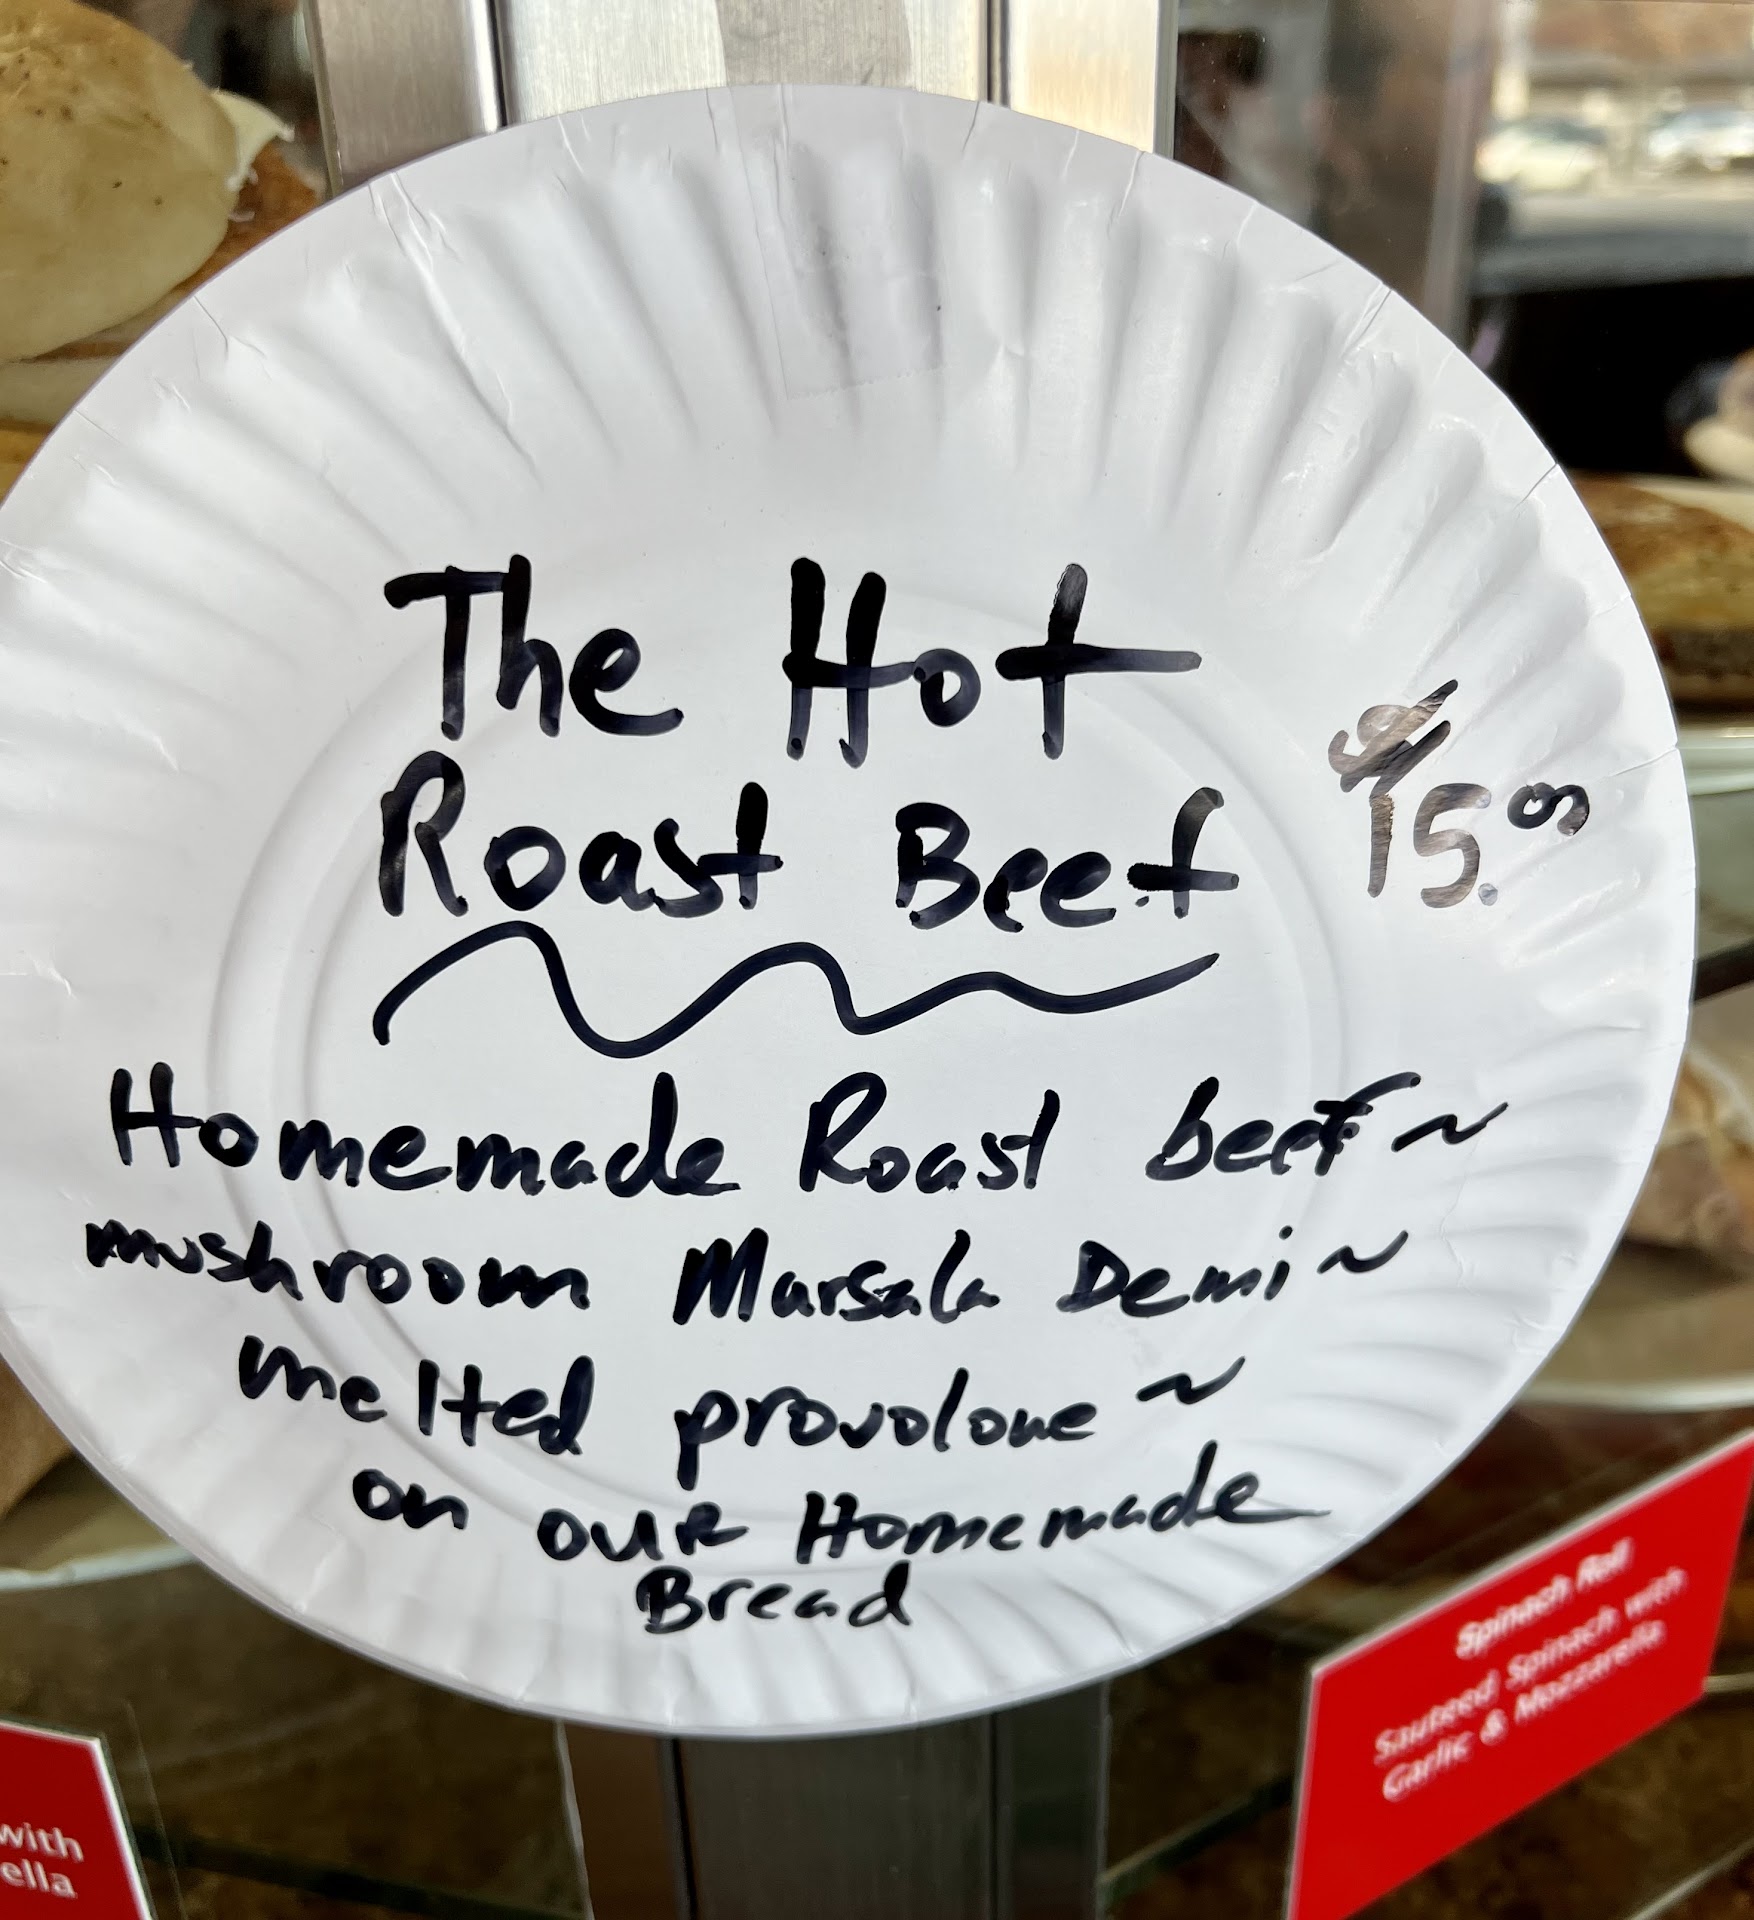 The Hot
Roast Beef
$15.00
Homemade Roast beef ~
mushroom Marsala Demi ~
melted provolone ~
on our Homemade
Bread
Spinach Roll
Sauteed Spinach with
Garlic & Mozzarella
with
ella